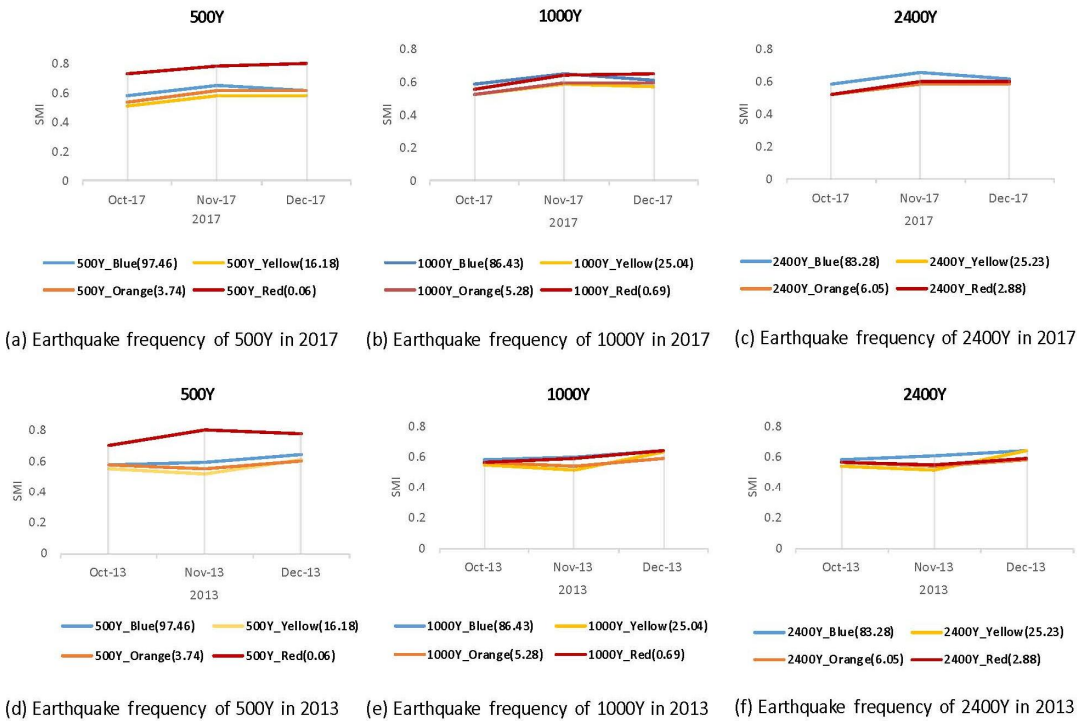 500Y
0.8
0.6
0.4
0.2
0
SMI
Oct-17 Nov-17 Dec-17
2017
500Y_Blue(97.46) 500Y_Yellow(16.18)
500Y_Orange(3.74) 500Y_Red(0.06)
(a) Earthquake frequency of 500Y in 2017
1000Y
0.8
0.6
0.4
0.2
0
SMI
Oct-17 Nov-17 Dec-17
2017
1000Y_Blue(86.43) 1000Y_Yellow(25.04)
1000Y_Orange(5.28) 1000Y_Red(0.69)
(b) Earthquake frequency of 1000Y in 2017
2400Y
0.8
0.6
0.4
0.2
0
SMI
Oct-17 Nov-17 Dec-17
2017
2400Y_Blue(83.28) 2400Y_Yellow(25.23)
2400Y_Orange(6.05) 2400Y_Red(2.88)
(c) Earthquake frequency of 2400Y in 2017
500Y
0.8
0.6
0.4
0.2
0
SMI
Oct-13 Nov-13 Dec-13
2013
500Y_Blue(97.46) 500Y_Yellow(16.18)
500Y_Orange(3.74) 500Y_Red(0.06)
(d) Earthquake frequency of 500Y in 2013
1000Y
0.8
0.6
0.4
0.2
0
SMI
Oct-13 Nov-13 Dec-13
2013
1000Y_Blue(86.43) 1000Y_Yellow(25.04)
1000Y_Orange(5.28) 1000Y_Red(0.69)
(e) Earthquake frequency of 1000Y in 2013
2400Y
0.8
0.6
0.4
0.2
0
SMI
Oct-13 Nov-13 Dec-13
2013
2400Y_Blue(83.28) 2400Y_Yellow(25.23)
2400Y_Orange(6.05) 2400Y_Red(2.88)
(f) Earthquake frequency of 2400Y in 2013